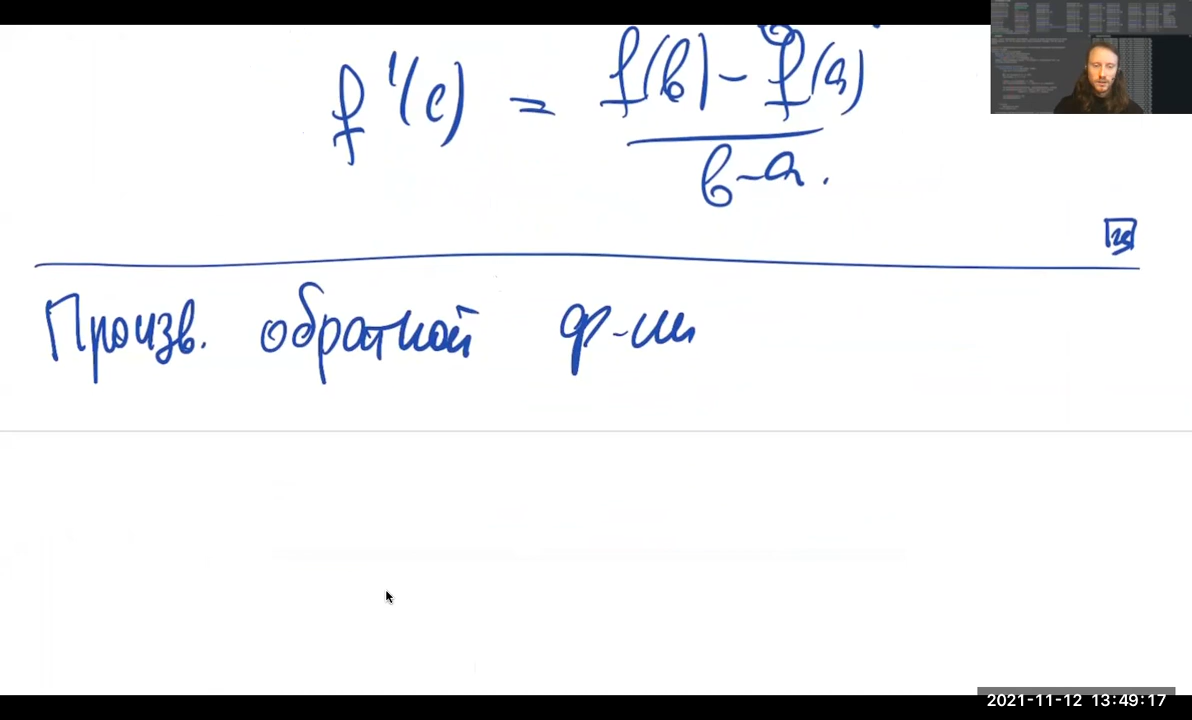 f'(c) = f(b) - f(a)
b-a.
Произв. обратной ф-ии
2021-11-12 13:49:17